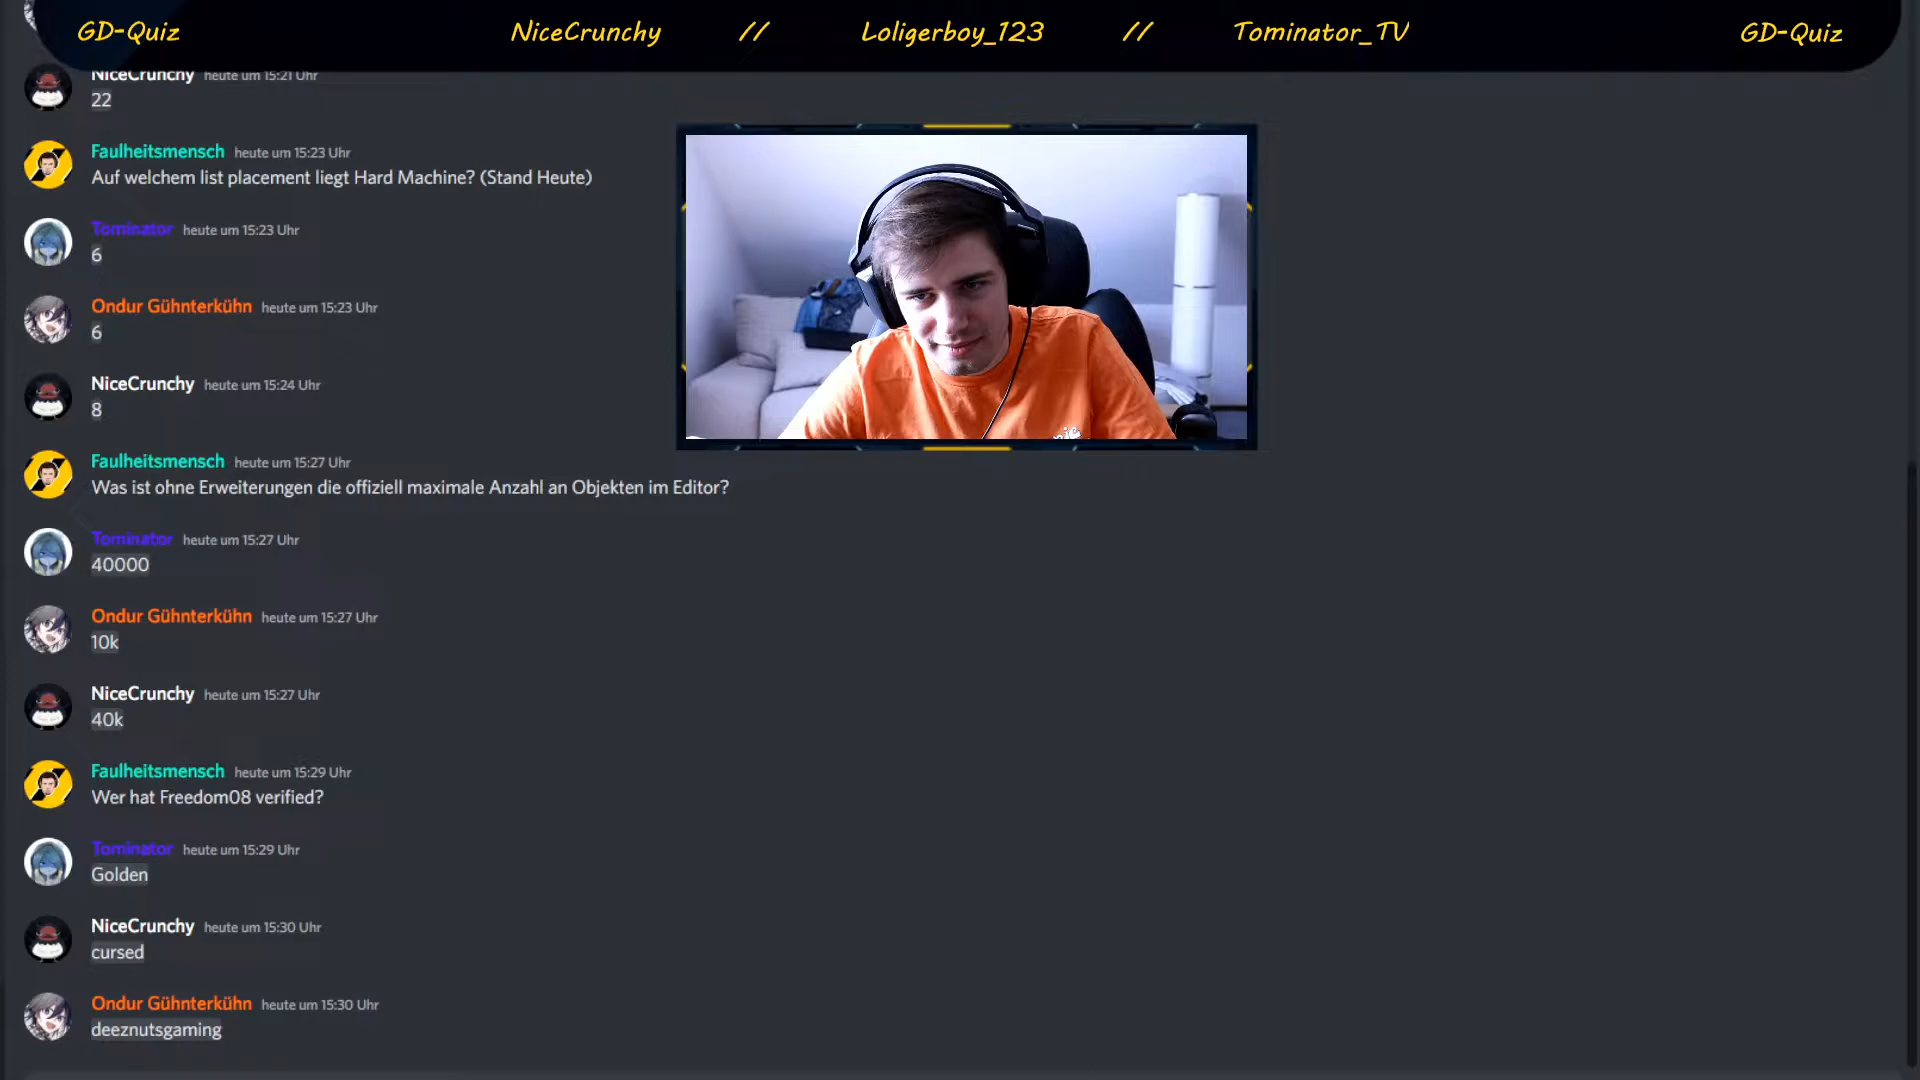 GD-Quiz NiceCrunchy // Loligerboy_123 // Tominator_TV GD-Quiz
NiceCrunchy heute um 15:21 Uhr
22
Faulheitsmensch heute um 15:23 Uhr
Auf welchem list placement liegt Hard Machine? (Stand Heute)
Tominator heute um 15:23 Uhr
6
Ondur Gühnterkühn heute um 15:23 Uhr
6
NiceCrunchy heute um 15:24 Uhr
8
Faulheitsmensch heute um 15:27 Uhr
Was ist ohne Erweiterungen die offiziell maximale Anzahl an Objekten im Editor?
Tominator heute um 15:27 Uhr
40000
Ondur Gühnterkühn heute um 15:27 Uhr
10k
NiceCrunchy heute um 15:27 Uhr
40k
Faulheitsmensch heute um 15:29 Uhr
Wer hat Freedom08 verified?
Tominator heute um 15:29 Uhr
Golden
NiceCrunchy heute um 15:30 Uhr
cursed
Ondur Gühnterkühn heute um 15:30 Uhr
deeznutsgaming